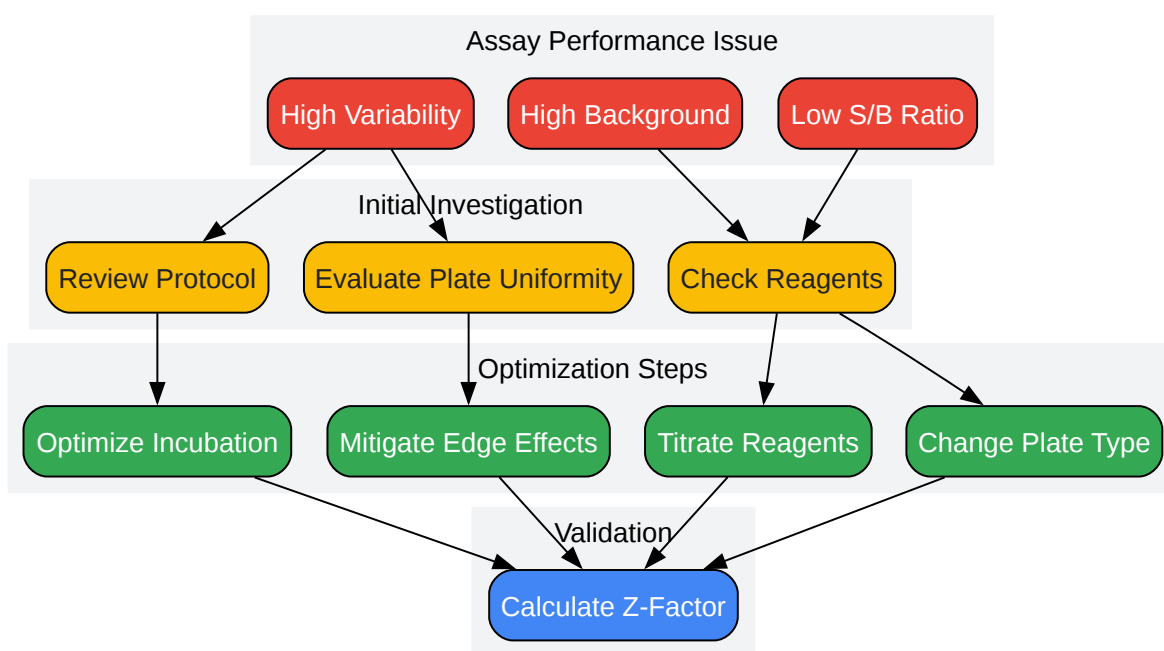 Assay Performance Issue
High Variability
High Background
Low S/B Ratio
Initial Investigation
Review Protocol
Evaluate Plate Uniformity
Check Reagents
Optimization Steps
Optimize Incubation
Mitigate Edge Effects
Titrate Reagents
Change Plate Type
Validation
Calculate Z-Factor